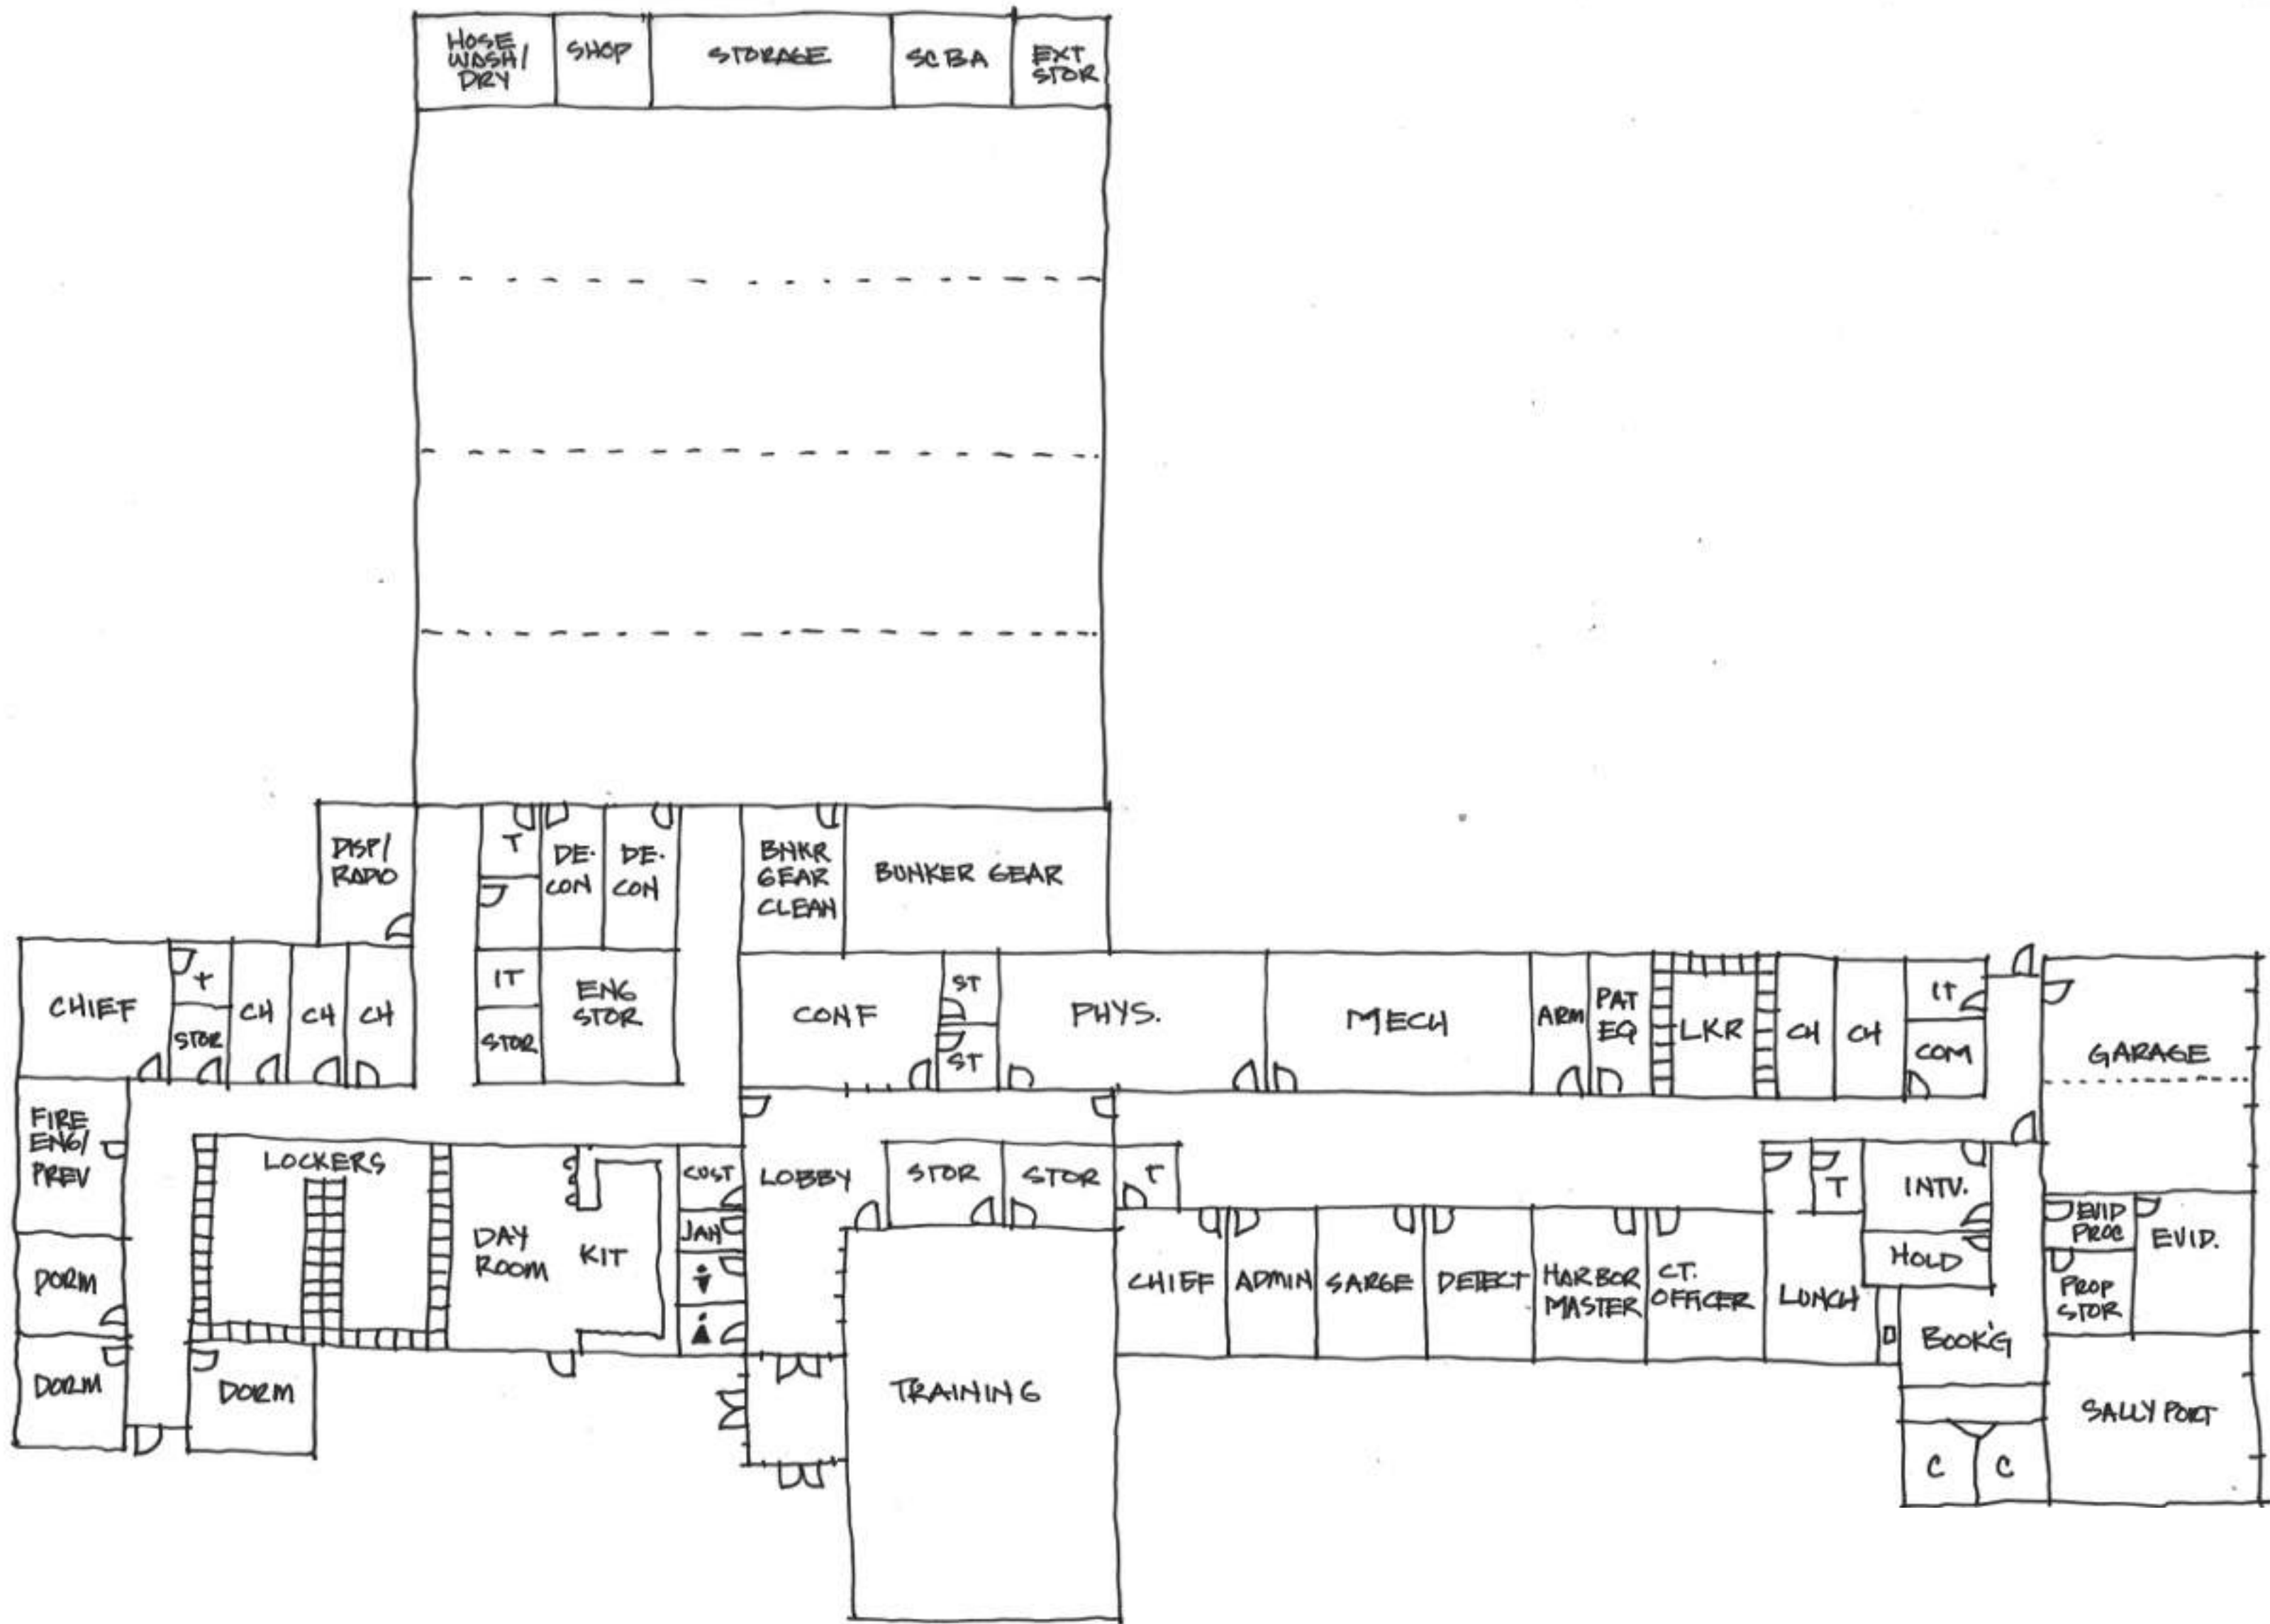 HOSE
WASH/
DRY
SHOP
STORAGE
SCBA
EXT
STOR
DISP/
RADIO
T
DE-
CON
DE-
CON
BNKR
GEAR
CLEAN
BUNKER GEAR
CHIEF
T
STOR
CH
CH
CH
IT
STOR
ENG
STOR
CONF
ST
ST
PHYS.
MECH
ARM
PAT
EQ
LKR
CH
CH
IT
COM
GARAGE
FIRE
ENG/
PREV
LOCKERS
DAY
ROOM
KIT
CUST
JAN
LOBBY
STOR
STOR
T
T
INTV.
HOLD
EVID
PROC
EVID.
PROP
STOR
DORM
DORM
DORM
CHIEF
ADMIN
SARGE
DETECT
HARBOR
MASTER
CT.
OFFICER
LUNCH
BOOK'G
TRAINING
SALLY PORT
C
C